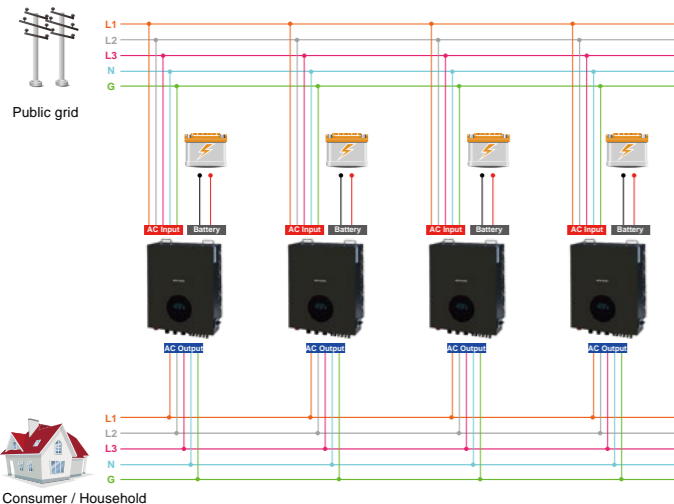 L1
L2
L3
N
G
Public grid
AC Input
Battery
AC Input
Battery
AC Input
Battery
AC Input
Battery
AC Output
AC Output
AC Output
AC Output
L1
L2
L3
N
G
Consumer / Household